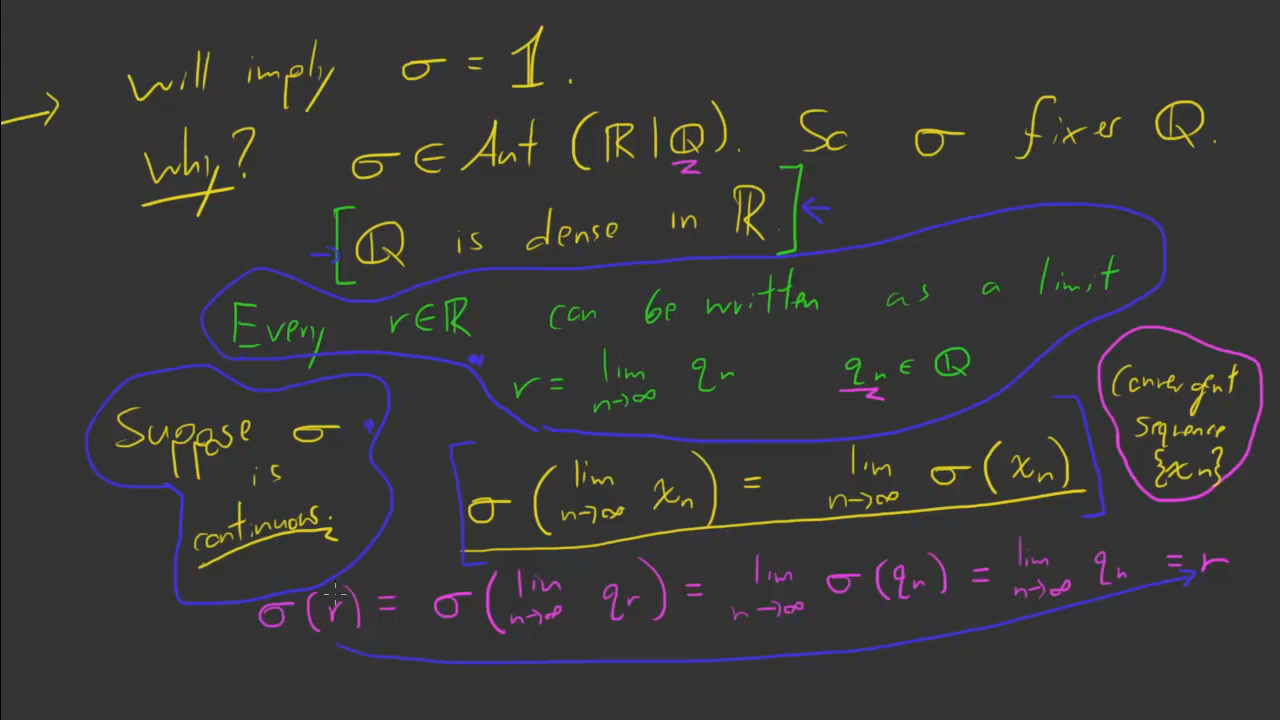 → will imply σ = 1.
Why? σ ∈ Aut (ℝ | ℚ). So σ fixes ℚ.
[ℚ is dense in ℝ.]
Every r∈ℝ can be written as a limit
r = lim n→∞ qn qn ∈ ℚ
Convergent
sequence
{xn}
Suppose σ
is
continuous.
σ ( lim n→∞ xn ) = lim n→∞ σ ( xn )
σ(r) = σ ( lim n→∞ qn ) = lim n→∞ σ (qn) = lim n→∞ qn = r